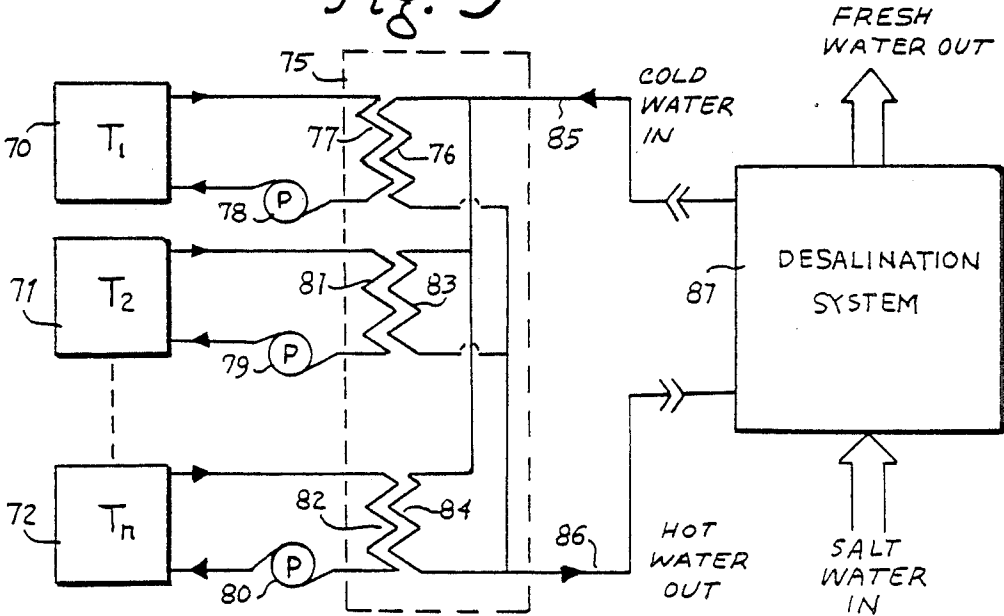 Fig.
FRESH
WATER OUT
75
COLD
WATER
IN
70
T1
77
76
85
78
P
71
T2
81
83
87
DESALINATION
SYSTEM
79
P
72
Tn
82
84
86
HOT
WATER
OUT
80
P
SALT
WATER
IN